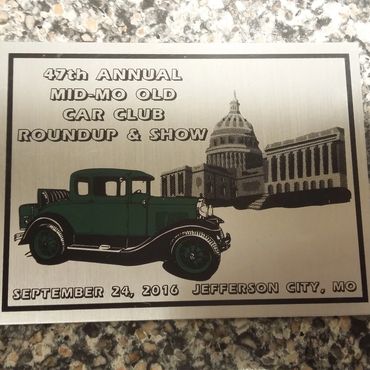 47th ANNUAL
MID-MO OLD
CAR CLUB
ROUNDUP & SHOW
SEPTEMBER 24, 2016 JEFFERSON CITY, MO